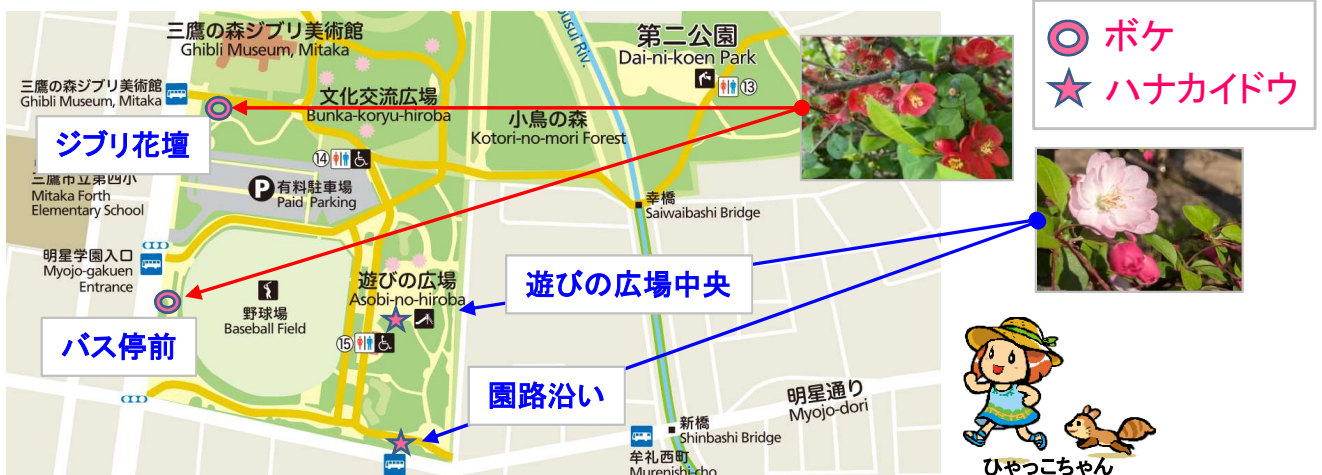 三鷹の森ジブリ美術館
Ghibli Museum, Mitaka
三鷹の森ジブリ美術館
Ghibli Museum, Mitaka
ジブリ花壇
文化交流広場
Bunka-koryu-hiroba
小鳥の森
Kotori-no-mori Forest
第二公園
Dai-ni-koen Park
⑬
ボケ
ハナカイドウ
⑭
P 有料駐車場
Paid Parking
三鷹市立第四小
Mitaka Forth
Elementary School
幸橋
Saiwaibashi Bridge
明星学園入口
Myojo-gakuen
Entrance
バス停前
野球場
Baseball Field
遊びの広場
Asobi-no-hiroba
⑮
遊びの広場中央
園路沿い
明星通り
Myojo-dori
新橋
Shinbashi Bridge
牟礼西町
Murenishi-cho
ひゃっこちゃん